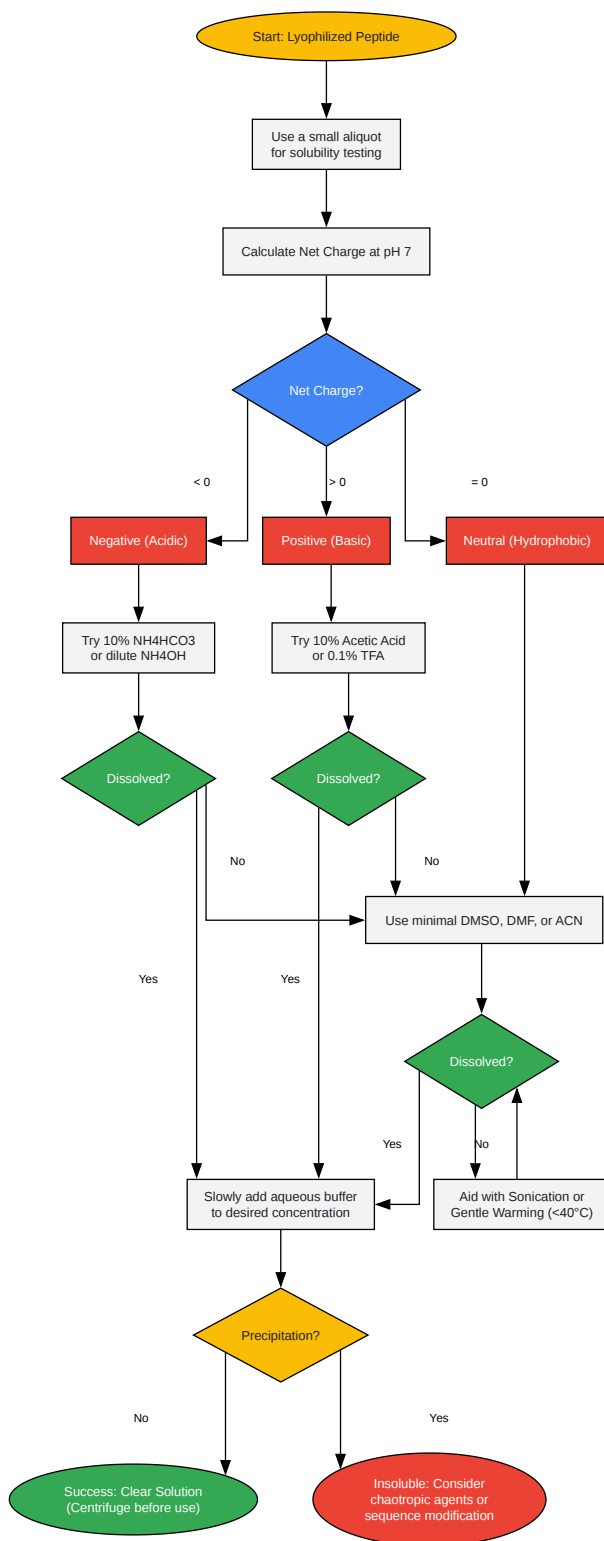 Start: Lyophilized Peptide
Use a small aliquot
for solubility testing
Calculate Net Charge at pH 7
Net Charge?
< 0
> 0
= 0
Negative (Acidic)
Positive (Basic)
Neutral (Hydrophobic)
Try 10% NH4HCO3
or dilute NH4OH
Try 10% Acetic Acid
or 0.1% TFA
Dissolved?
Dissolved?
No
No
Use minimal DMSO, DMF, or ACN
Yes
Yes
Dissolved?
Yes
No
Slowly add aqueous buffer
to desired concentration
Aid with Sonication or
Gentle Warming (<40°C)
Precipitation?
No
Yes
Success: Clear Solution
(Centrifuge before use)
Insoluble: Consider
chaotropic agents or
sequence modification